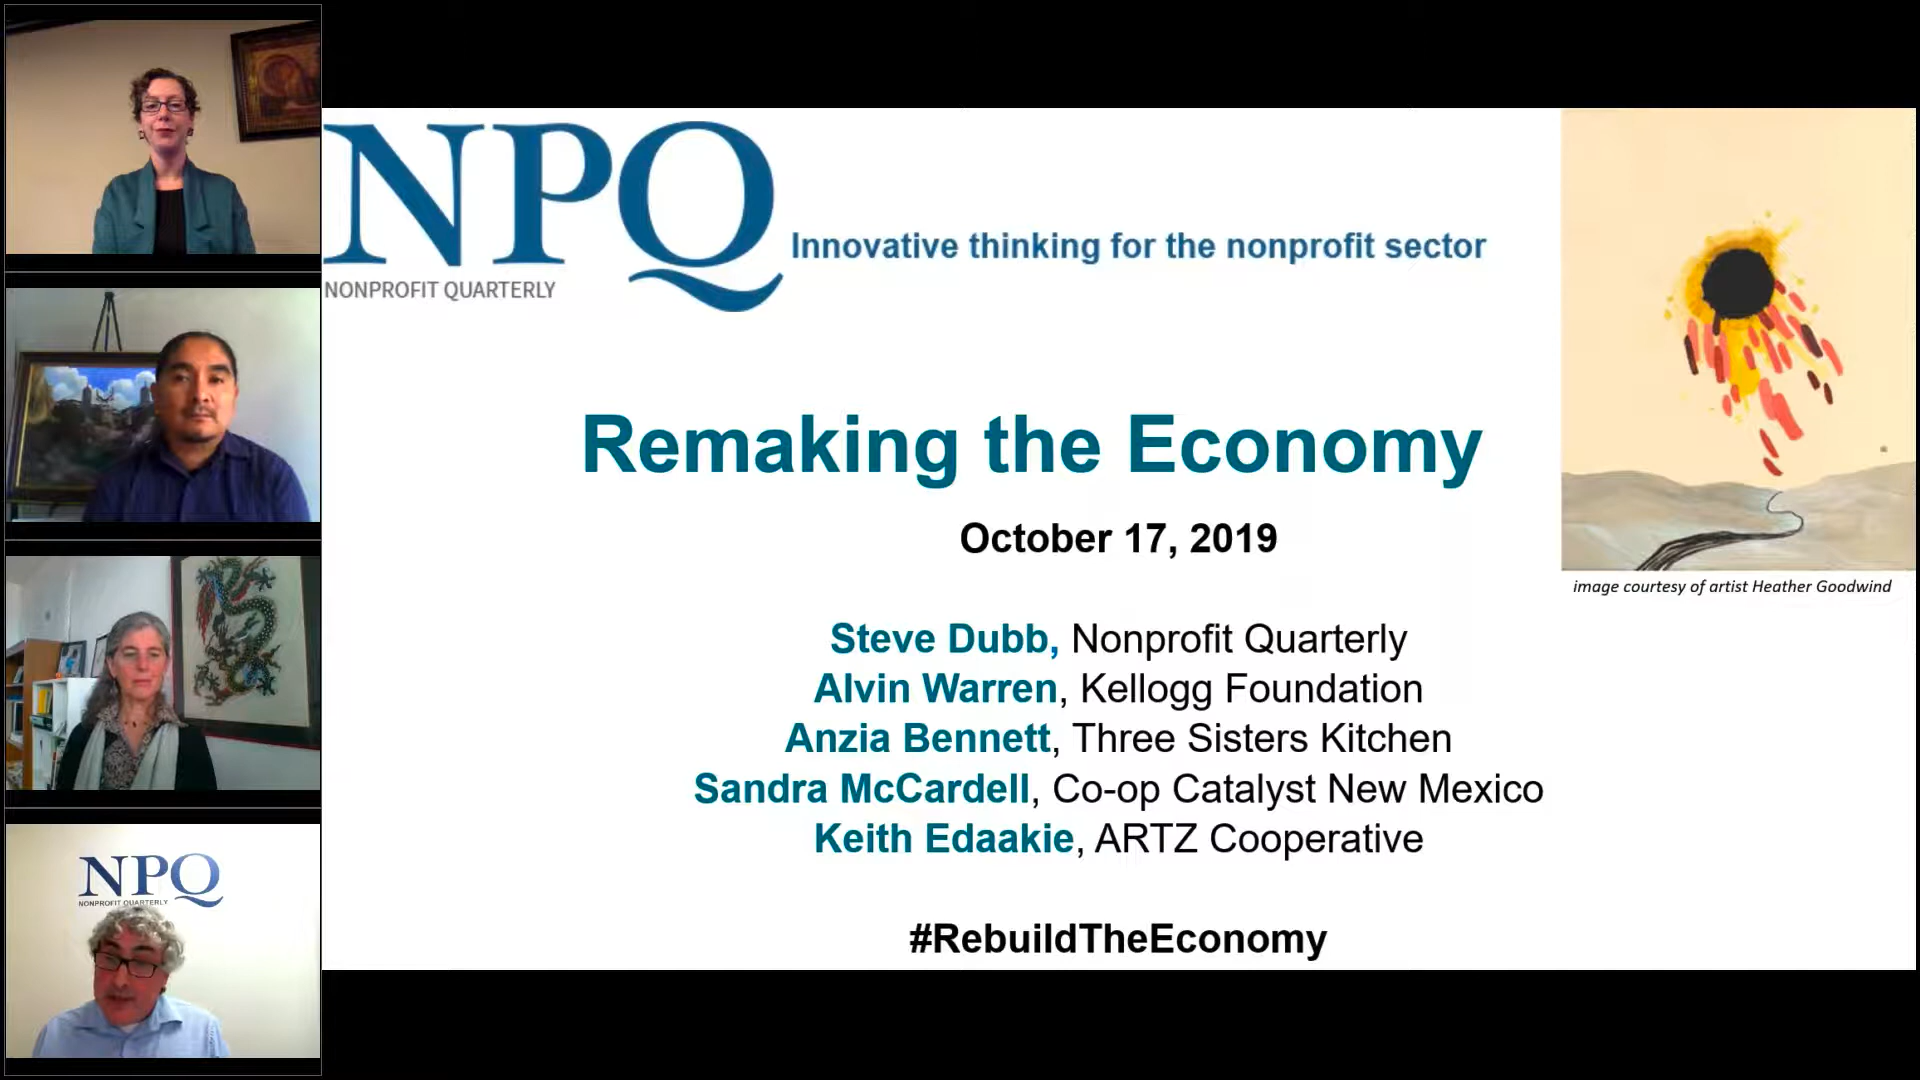 NPQ
NONPROFIT QUARTERLY
Innovative thinking for the nonprofit sector
Remaking the Economy
October 17, 2019
image courtesy of artist Heather Goodwind
Steve Dubb, Nonprofit Quarterly
Alvin Warren, Kellogg Foundation
Anzia Bennett, Three Sisters Kitchen
Sandra McCardell, Co-op Catalyst New Mexico
Keith Edaakie, ARTZ Cooperative
#RebuildTheEconomy
NPQ
NONPROFIT QUARTERLY